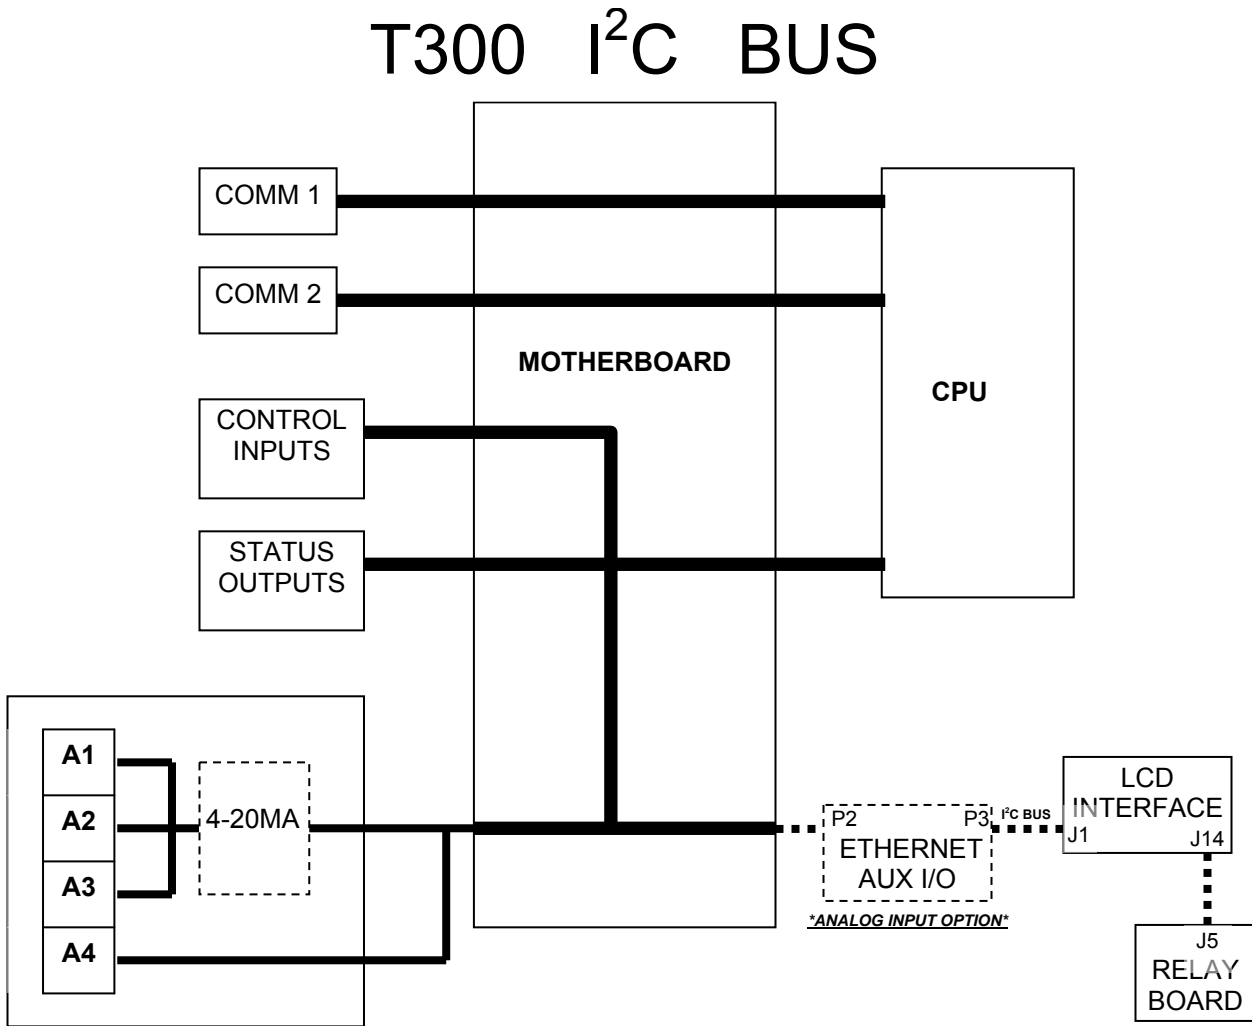 T300 I²C BUS
COMM 1
COMM 2
MOTHERBOARD
CPU
CONTROL
INPUTS
STATUS
OUTPUTS
A1
A2
A3
A4
4-20MA
P2
P3
ETHERNET
AUX I/O
*ANALOG INPUT OPTION*
I²C BUS
LCD
INTERFACE
J1
J14
J5
RELAY
BOARD